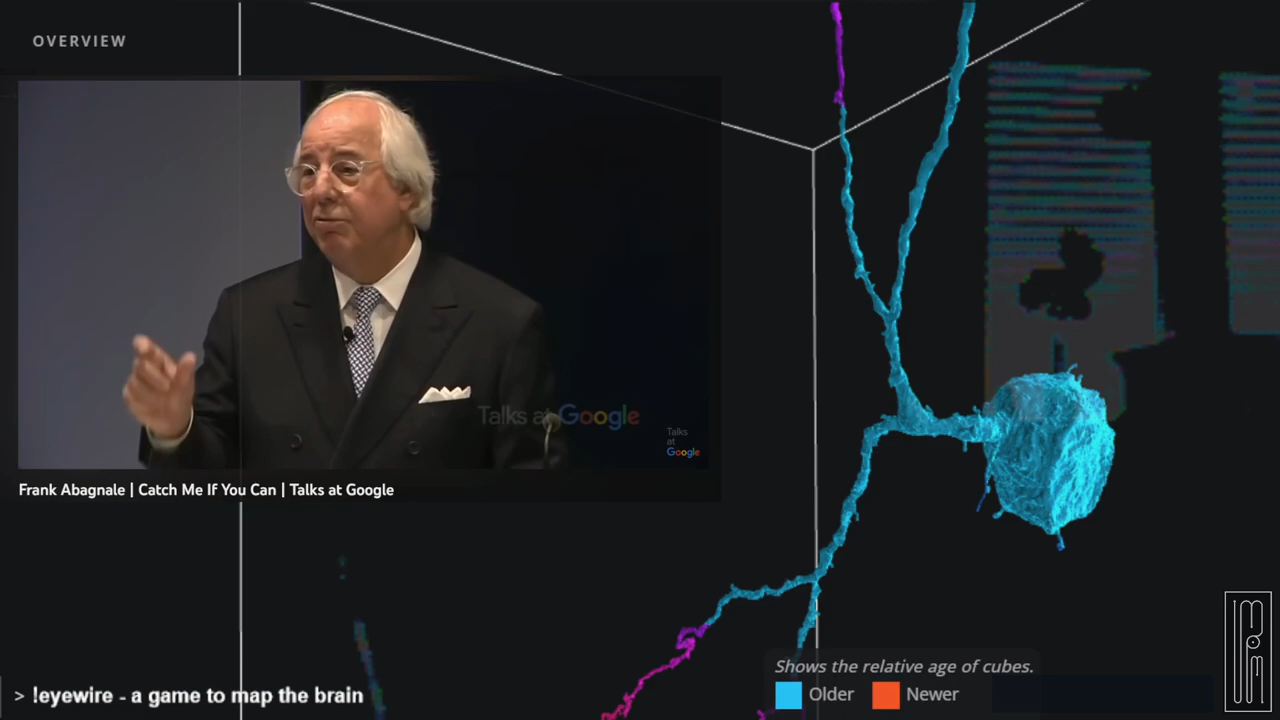 OVERVIEW
Talks at Google
Talks
at
Google
Frank Abagnale | Catch Me If You Can | Talks at Google
Shows the relative age of cubes.
Older
Newer
> !eyewire - a game to map the brain